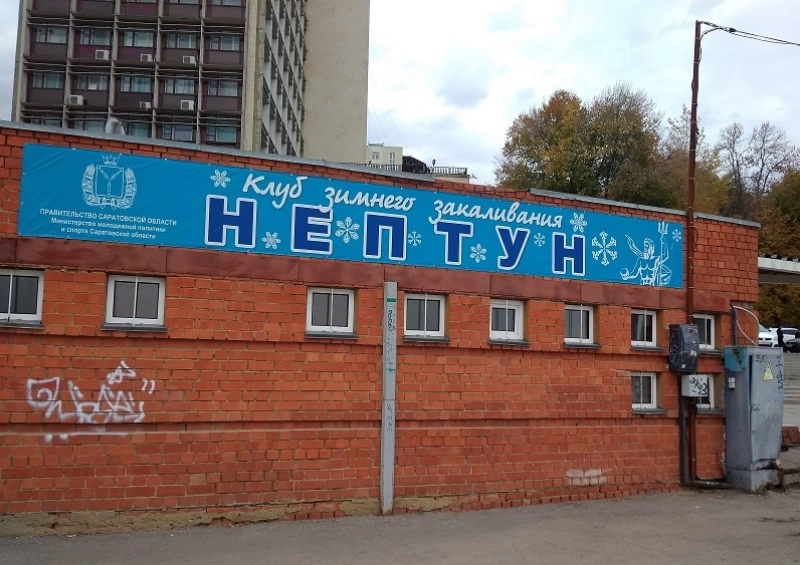 ПРАВИТЕЛЬСТВО САРАТОВСКОЙ ОБЛАСТИ
Министерство молодежной политики
и спорта Саратовской области
Клуб зимнего закаливания
НЕПТУН